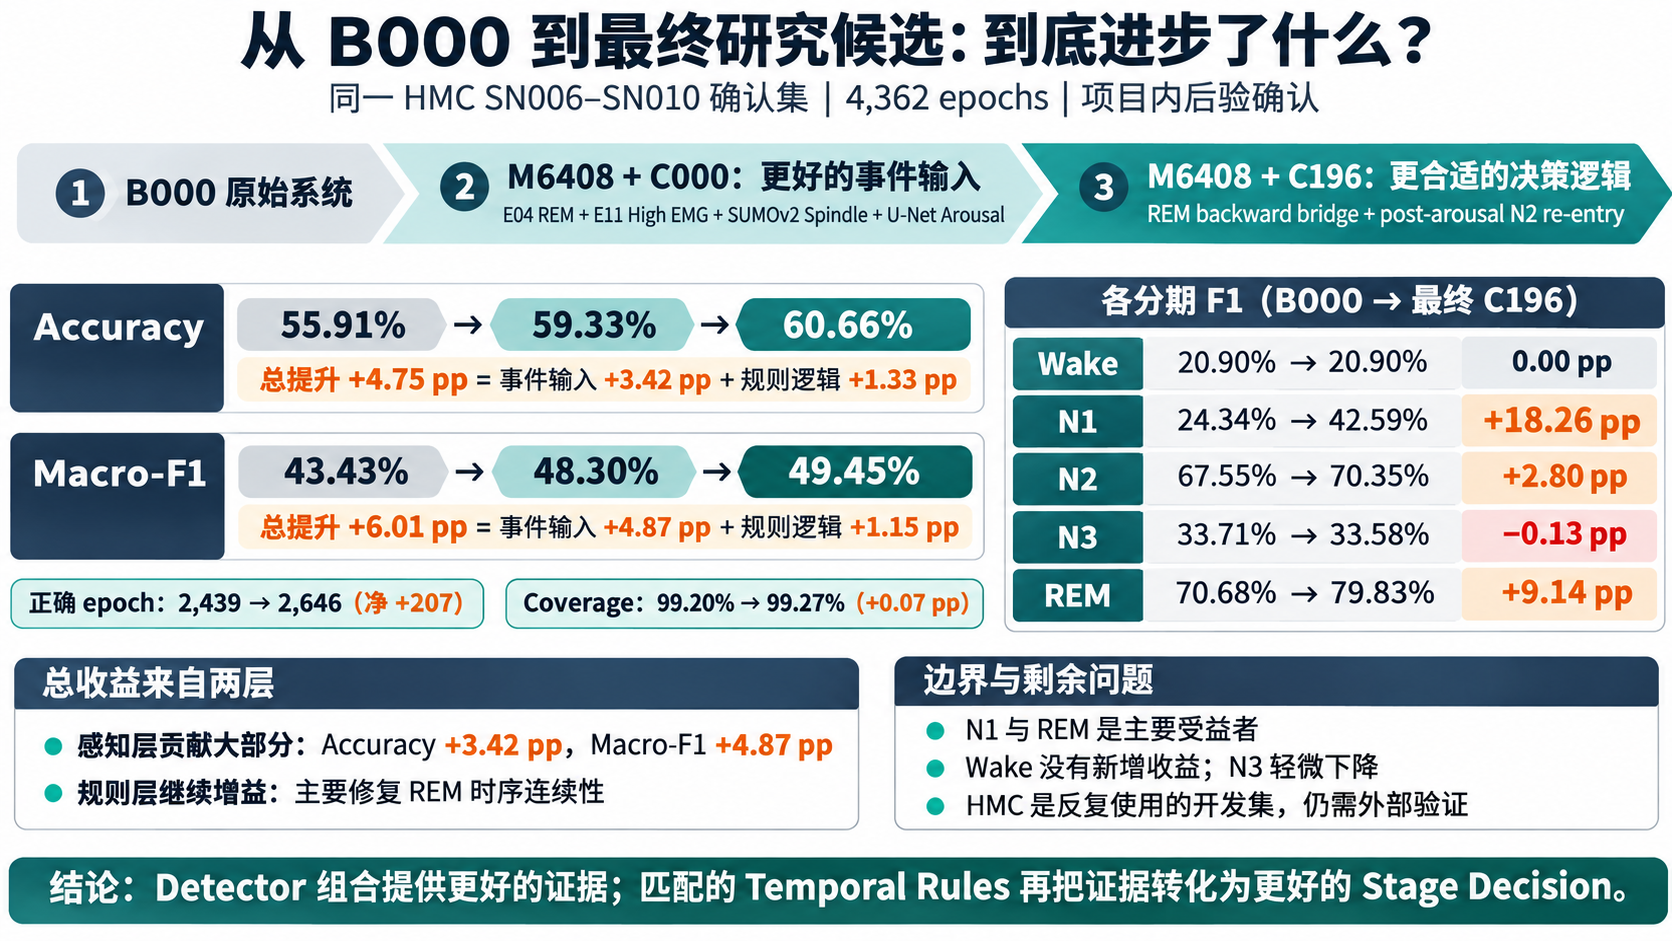 从 B000 到最终研究候选：到底进步了什么？
同一 HMC SN006–SN010 确认集 | 4,362 epochs | 项目内后验确认
1 B000 原始系统
2 M6408 + C000：更好的事件输入
E04 REM + E11 High EMG + SUMOv2 Spindle + U-Net Arousal
3 M6408 + C196：更合适的决策逻辑
REM backward bridge + post-arousal N2 re-entry
Accuracy
55.91% → 59.33% → 60.66%
总提升 +4.75 pp = 事件输入 +3.42 pp + 规则逻辑 +1.33 pp
Macro-F1
43.43% → 48.30% → 49.45%
总提升 +6.01 pp = 事件输入 +4.87 pp + 规则逻辑 +1.15 pp
正确 epoch：2,439 → 2,646（净 +207）
Coverage：99.20% → 99.27%（+0.07 pp）
各分期 F1（B000 → 最终 C196）
Wake 20.90% → 20.90% 0.00 pp
N1 24.34% → 42.59% +18.26 pp
N2 67.55% → 70.35% +2.80 pp
N3 33.71% → 33.58% −0.13 pp
REM 70.68% → 79.83% +9.14 pp
总收益来自两层
感知层贡献大部分：Accuracy +3.42 pp，Macro-F1 +4.87 pp
规则层继续增益：主要修复 REM 时序连续性
边界与剩余问题
N1 与 REM 是主要受益者
Wake 没有新增收益；N3 轻微下降
HMC 是反复使用的开发集，仍需外部验证
结论：Detector 组合提供更好的证据；匹配的 Temporal Rules 再把证据转化为更好的 Stage Decision。